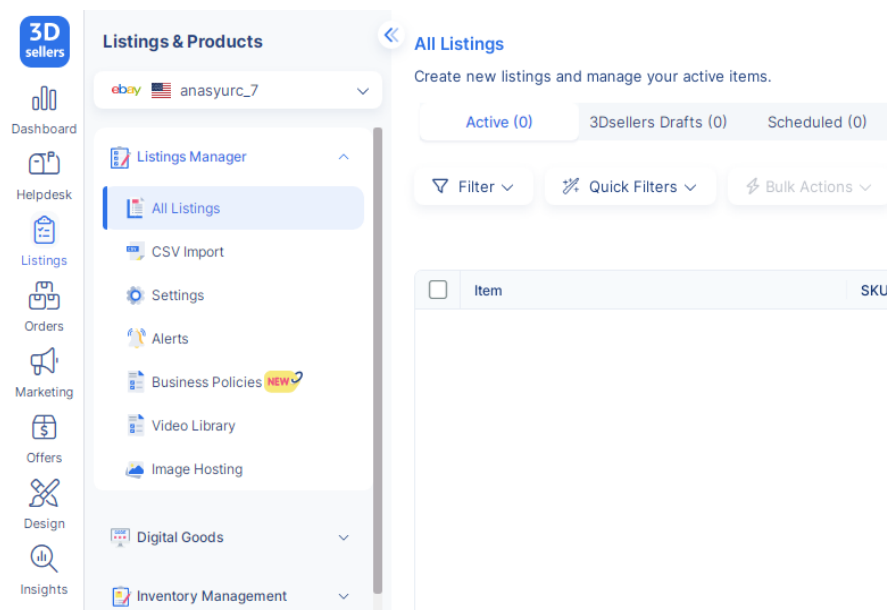 3D
sellers
Dashboard
Helpdesk
Listings
Orders
Marketing
Offers
Design
Insights
Listings & Products
ebay anasyurc_7
Listings Manager
All Listings
CSV Import
Settings
Alerts
Business Policies NEW
Video Library
Image Hosting
Digital Goods
Inventory Management
All Listings
Create new listings and manage your active items.
Active (0) 3Dsellers Drafts (0) Scheduled (0)
Filter Quick Filters Bulk Actions
Item SKU